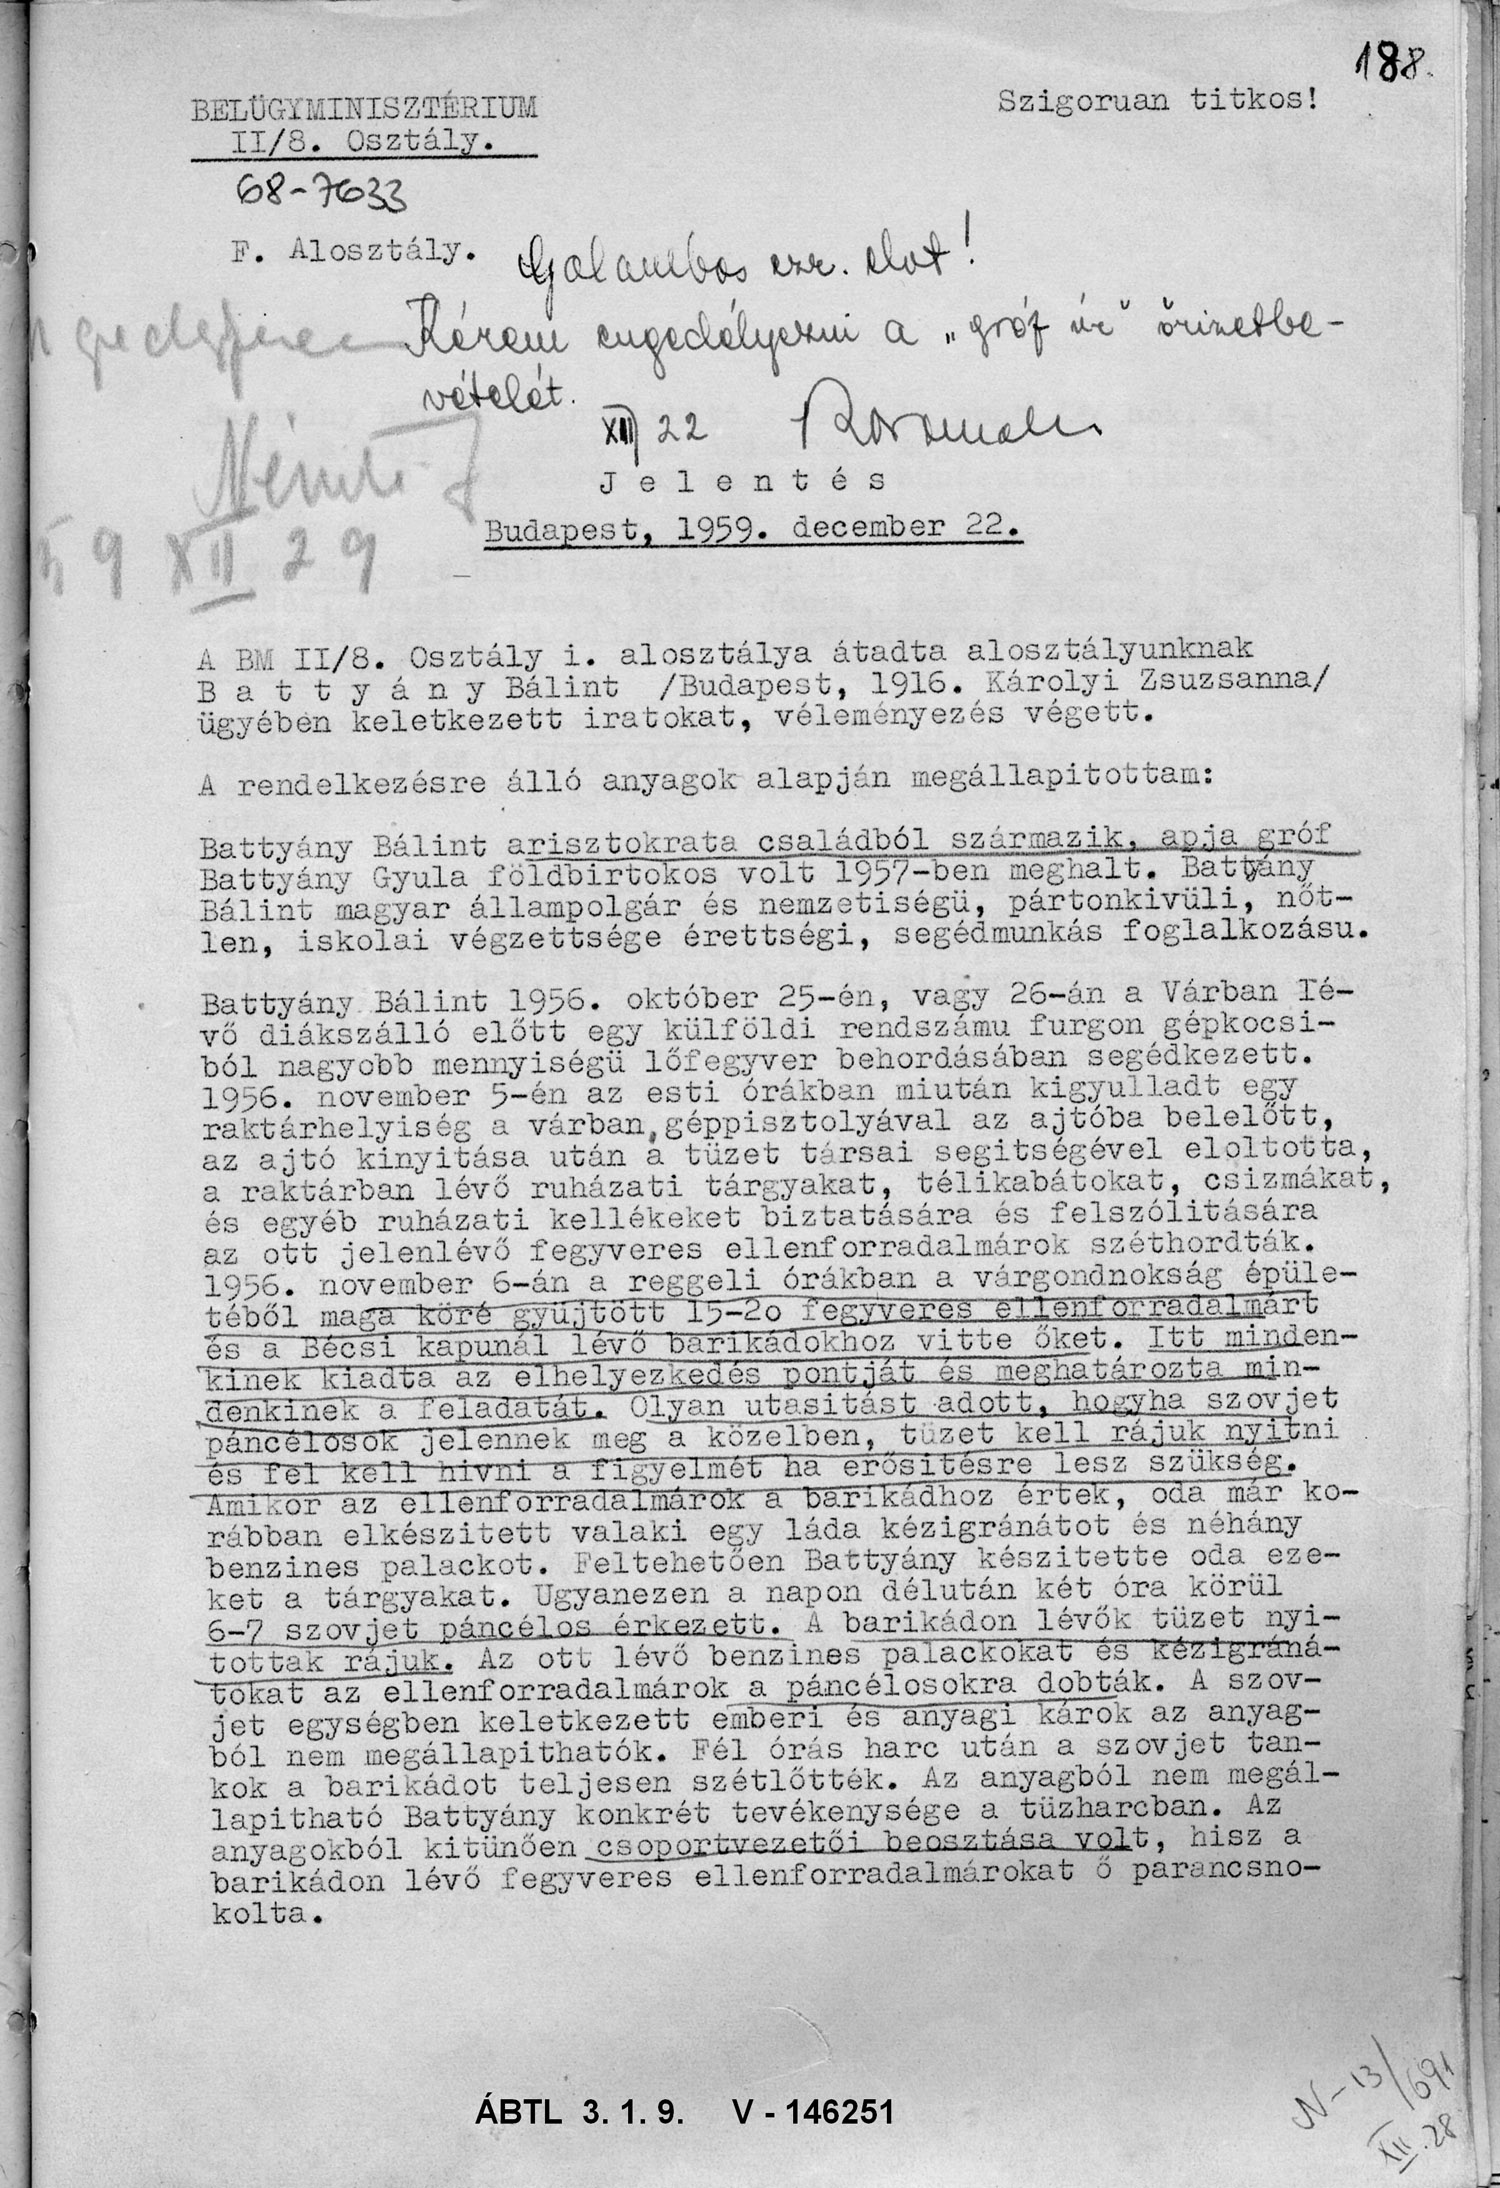 188.
BELÜGYMINISZTÉRIUM
Szigoruan titkos!
II/8. Osztály.
68-7633
F. Alosztály.
Galambos ezr. elvt!
Kérem engedélyezni a "gróf úr" őrizetbe-
vételét.
XII 22
Németi
59 XII 29
Jelentés
Budapest, 1959. december 22.
A BM II/8. Osztály i. alosztálya átadta alosztályunknak
B a t t y á n y Bálint /Budapest, 1916. Károlyi Zsuzsanna/
ügyében keletkezett iratokat, véleményezés végett.
A rendelkezésre álló anyagok alapján megállapitottam:
Battyány Bálint arisztokrata családból származik, apja gróf
Battyány Gyula földbirtokos volt 1957-ben meghalt. Battyány
Bálint magyar állampolgár és nemzetiségü, pártonkivüli, nőt-
len, iskolai végzettsége érettségi, segédmunkás foglalkozásu.
Battyány Bálint 1956. október 25-én, vagy 26-án a Várban lé-
vő diákszálló előtt egy külföldi rendszámu furgon gépkocsi-
ból nagyobb mennyiségü lőfegyver behordásában segédkezett.
1956. november 5-én az esti órákban miután kigyulladt egy
raktárhelyiség a várban, géppisztolyával az ajtóba belelőtt,
az ajtó kinyitása után a tüzet társai segitségével eloltotta,
a raktárban lévő ruházati tárgyakat, télikabátokat, csizmákat,
és egyéb ruházati kellékeket biztatására és felszólitására
az ott jelenlévő fegyveres ellenforradalmárok széthordták.
1956. november 6-án a reggeli órákban a várgondnokság épüle-
téből maga köré gyüjtött 15-2o fegyveres ellenforradalmárt
és a Bécsi kapunál lévő barikádokhoz vitte őket. Itt minden-
kinek kiadta az elhelyezkedés pontját és meghatározta min-
denkinek a feladatát. Olyan utasitást adott, hogyha szovjet
páncélosok jelennek meg a közelben, tüzet kell rájuk nyitni
és fel kell hivni a figyelmét ha erősitésre lesz szükség.
Amikor az ellenforradalmárok a barikádhoz értek, oda már ko-
rábban elkészitett valaki egy láda kézigránátot és néhány
benzines palackot. Feltehetően Battyány készitette oda eze-
ket a tárgyakat. Ugyanezen a napon délután két óra körül
6-7 szovjet páncélos érkezett. A barikádon lévők tüzet nyi-
tottak rájuk. Az ott lévő benzines palackokat és kézigráná-
tokat az ellenforradalmárok a páncélosokra dobták. A szov-
jet egységben keletkezett emberi és anyagi károk az anyag-
ból nem megállapithatók. Fél órás harc után a szovjet tan-
kok a barikádot teljesen szétlőtték. Az anyagból nem megál-
lapitható Battyány konkrét tevékenysége a tüzharcban. Az
anyagokból kitünően csoportvezetői beosztása volt, hisz a
barikádon lévő fegyveres ellenforradalmárokat ő parancsno-
kolta.
N-13/691
XII.28
ÁBTL 3. 1. 9. V - 146251